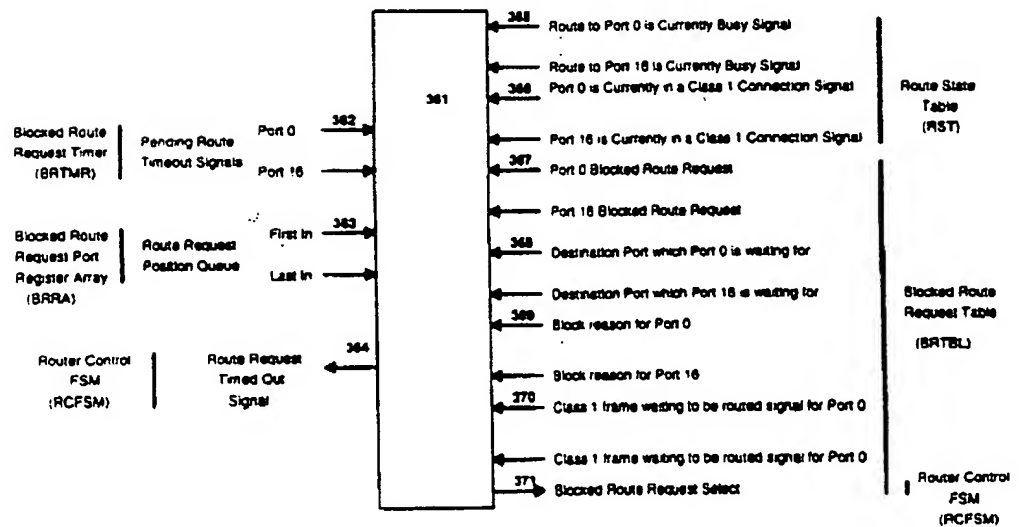 365
Route to Port 0 is Currently Busy Signal
Route to Port 16 is Currently Busy Signal
366
Port 0 is Currently in a Class 1 Connection Signal
Port 16 is Currently in a Class 1 Connection Signal
Route State
Table
(RST)
361
Blocked Route
Request Timer
(BRTMR)
Pending Route
Timeout Signals
Port 0
362
Port 16
367
Port 0 Blocked Route Request
Port 16 Blocked Route Request
Blocked Route
Request Port
Register Array
(BRRA)
Route Request
Position Queue
First In
363
Last In
368
Destination Port which Port 0 is waiting for
Destination Port which Port 16 is waiting for
369
Block reason for Port 0
Block reason for Port 16
370
Class 1 frame waiting to be routed signal for Port 0
Class 1 frame waiting to be routed signal for Port 0
Blocked Route
Request Table
(BRTBL)
Router Control
FSM
(RCFSM)
Route Request
Timed Out
Signal
364
371
Blocked Route Request Select
Router Control
FSM
(RCFSM)